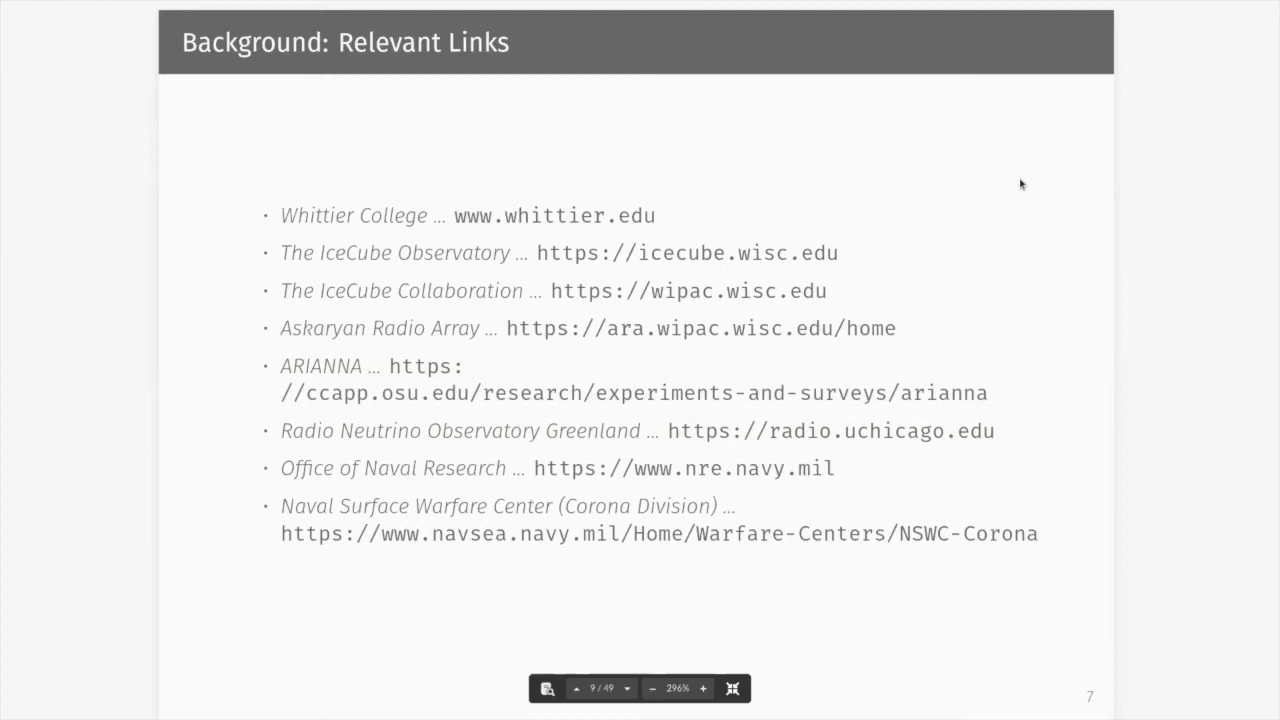 Background: Relevant Links
• Whittier College ... www.whittier.edu
• The IceCube Observatory ... https://icecube.wisc.edu
• The IceCube Collaboration ... https://wipac.wisc.edu
• Askaryan Radio Array ... https://ara.wipac.wisc.edu/home
• ARIANNA ... https:
//ccapp.osu.edu/research/experiments-and-surveys/arianna
• Radio Neutrino Observatory Greenland ... https://radio.uchicago.edu
• Office of Naval Research ... https://www.nre.navy.mil
• Naval Surface Warfare Center (Corona Division) ...
https://www.navsea.navy.mil/Home/Warfare-Centers/NSWC-Corona
9 / 49 − 296% +
7